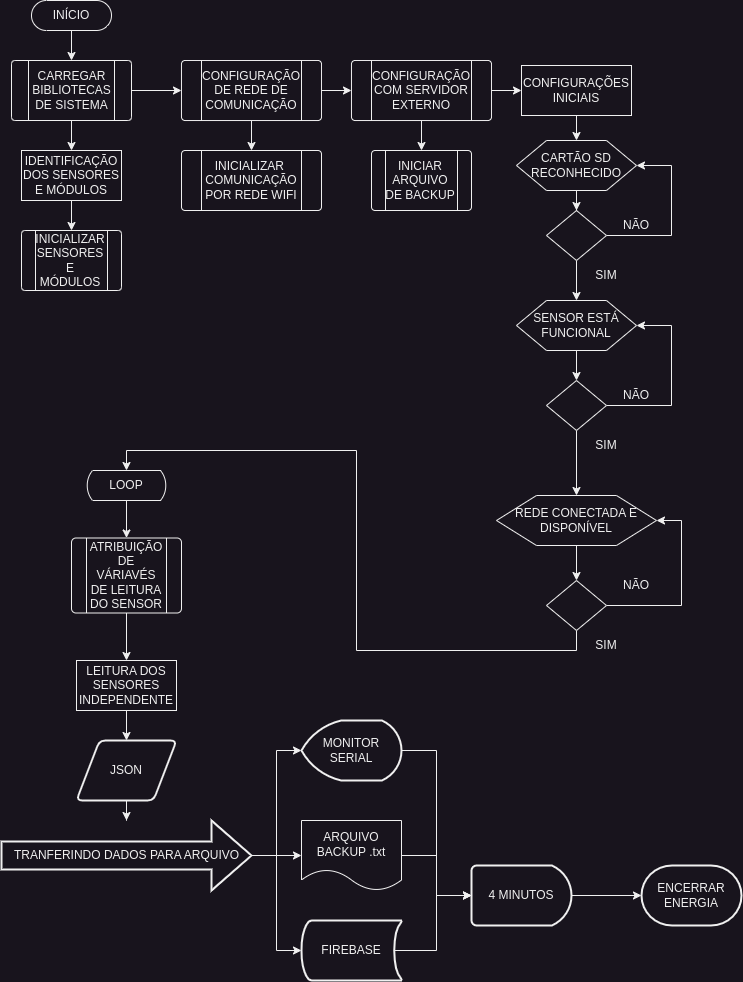 INÍCIO
CARREGAR
BIBLIOTECAS
DE SISTEMA
CONFIGURAÇÃO
DE REDE DE
COMUNICAÇÃO
CONFIGURAÇÃO
COM SERVIDOR
EXTERNO
CONFIGURAÇÕES
INICIAIS
IDENTIFICAÇÃO
DOS SENSORES
E MÓDULOS
INICIALIZAR
COMUNICAÇÃO
POR REDE WIFI
INICIAR
ARQUIVO
DE BACKUP
CARTÃO SD
RECONHECIDO
INICIALIZAR
SENSORES
E
MÓDULOS
NÃO
SIM
SENSOR ESTÁ
FUNCIONAL
NÃO
SIM
REDE CONECTADA E
DISPONÍVEL
NÃO
SIM
LOOP
ATRIBUIÇÃO
DE
VÁRIAVÉS
DE LEITURA
DO SENSOR
LEITURA DOS
SENSORES
INDEPENDENTE
JSON
TRANFERINDO DADOS PARA ARQUIVO
MONITOR
SERIAL
ARQUIVO
BACKUP .txt
FIREBASE
4 MINUTOS
ENCERRAR
ENERGIA